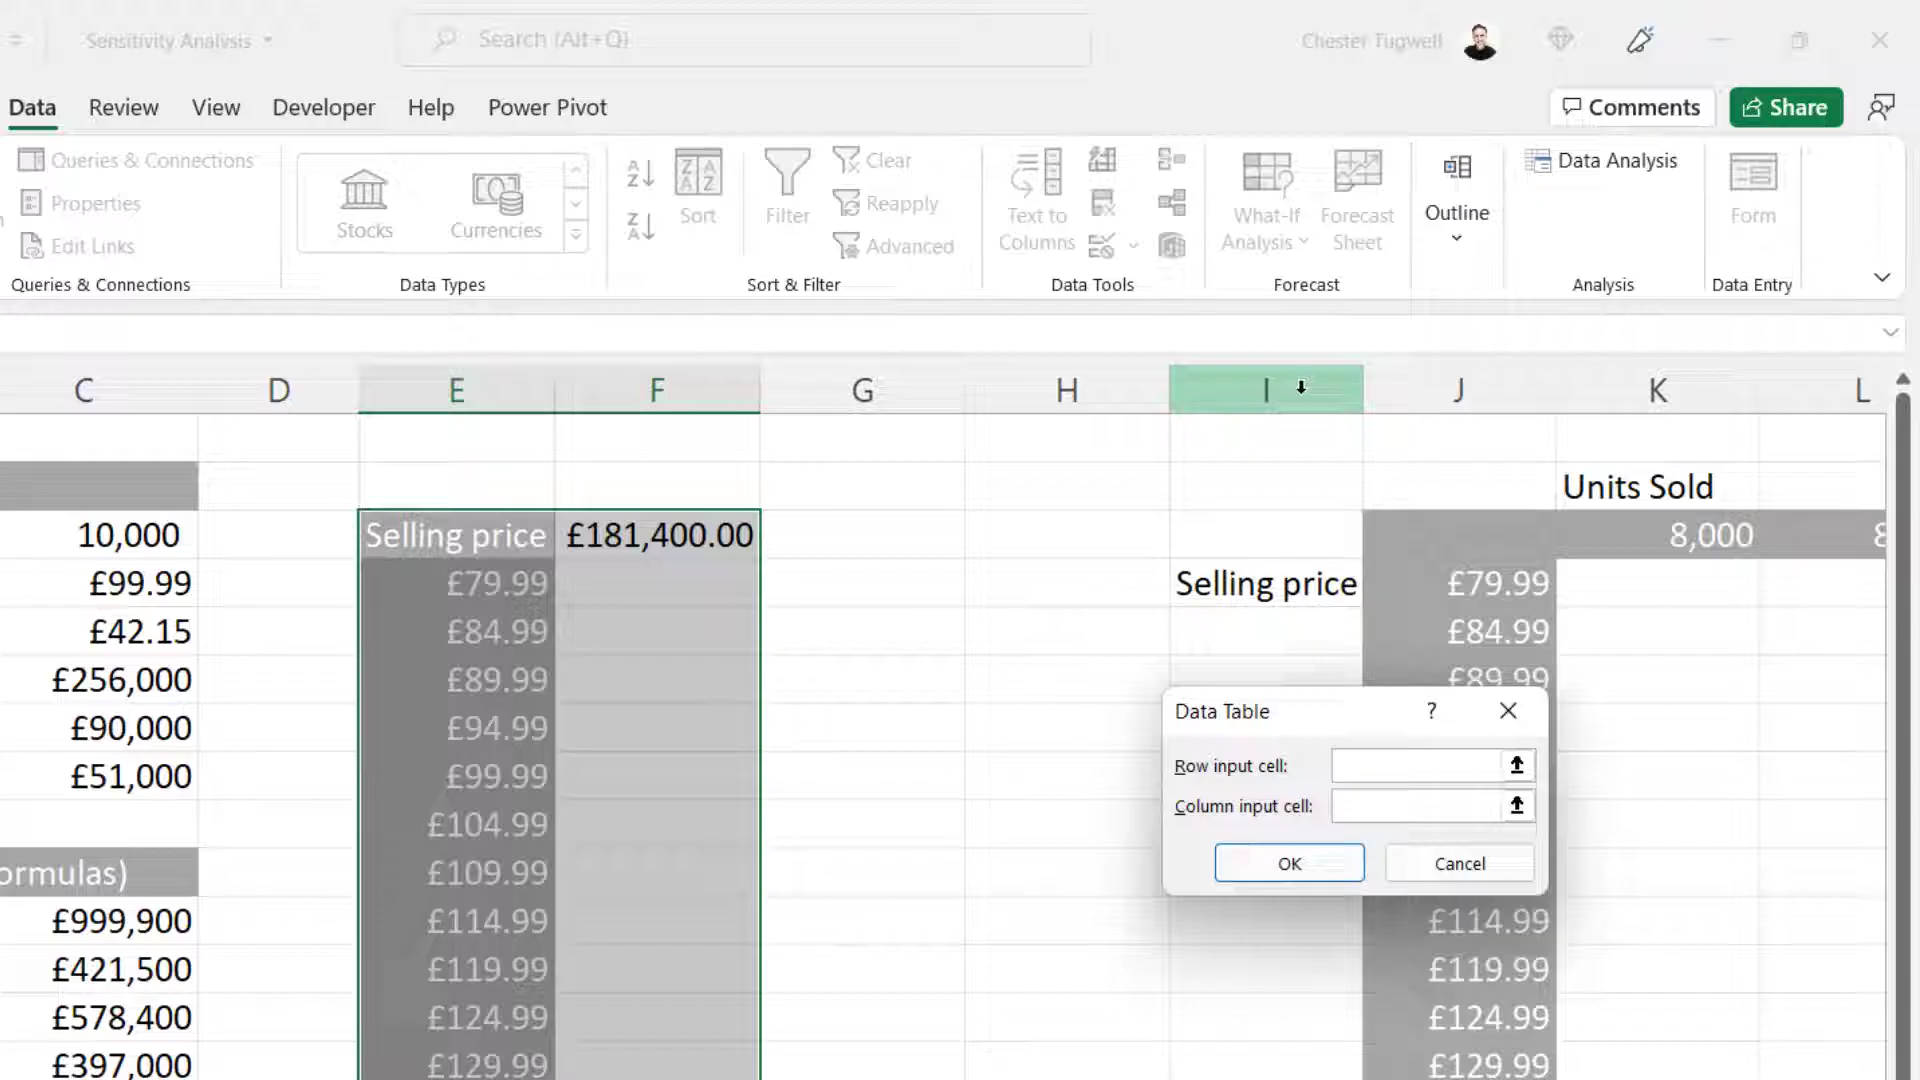 Sensitivity Analysis
Search (Alt+Q)
Chester Tugwell
Data Review View Developer Help Power Pivot
Comments Share
Queries & Connections
Properties
Edit Links
Queries & Connections
Stocks Currencies
Data Types
Sort Filter
Clear
Reapply
Advanced
Sort & Filter
Text to
Columns
Data Tools
What-If
Analysis
Forecast
Sheet
Forecast
Outline
Data Analysis
Analysis
Form
Data Entry
C D E F G H I J K L
Units Sold
10,000 Selling price £181,400.00 8,000
£99.99 £79.99 Selling price £79.99
£42.15 £84.99 £84.99
£256,000 £89.99 £89.99
£90,000 £94.99
£51,000 £99.99
£104.99
ormulas) £109.99
£999,900 £114.99 £114.99
£421,500 £119.99 £119.99
£578,400 £124.99 £124.99
£397,000 £129.99 £129.99
Data Table ?
Row input cell:
Column input cell:
OK Cancel